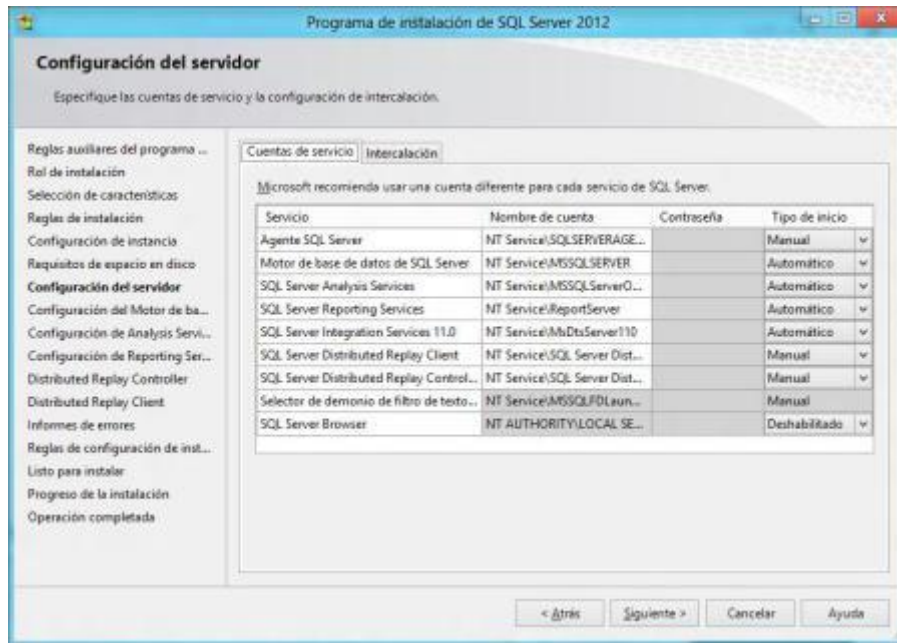 Programa de instalación de SQL Server 2012
Configuración del servidor
Especifique las cuentas de servicio y la configuración de intercalación.
Reglas auxiliares del programa ...
Rol de instalación
Selección de características
Reglas de instalación
Configuración de instancia
Requisitos de espacio en disco
Configuración del servidor
Configuración del Motor de ba...
Configuración de Analysis Servi...
Configuración de Reporting Ser...
Distributed Replay Controller
Distributed Replay Client
Informes de errores
Reglas de configuración de inst...
Listo para instalar
Progreso de la instalación
Operación completada
Cuentas de servicio Intercalación
Microsoft recomienda usar una cuenta diferente para cada servicio de SQL Server.
Servicio Nombre de cuenta Contraseña Tipo de inicio
Agente SQL Server NT Service\SQLSERVERAGE... Manual
Motor de base de datos de SQL Server NT Service\MSSQLSERVER Automático
SQL Server Analysis Services NT Service\MSSQLServerO... Automático
SQL Server Reporting Services NT Service\ReportServer Automático
SQL Server Integration Services 11.0 NT Service\MsDtsServer110 Automático
SQL Server Distributed Replay Client NT Service\SQL Server Dist... Manual
SQL Server Distributed Replay Control... NT Service\SQL Server Dist... Manual
Selector de demonio de filtro de texto... NT Service\MSSQLFDLaun... Manual
SQL Server Browser NT AUTHORITY\LOCAL SE... Deshabilitado
< Atrás Siguiente > Cancelar Ayuda